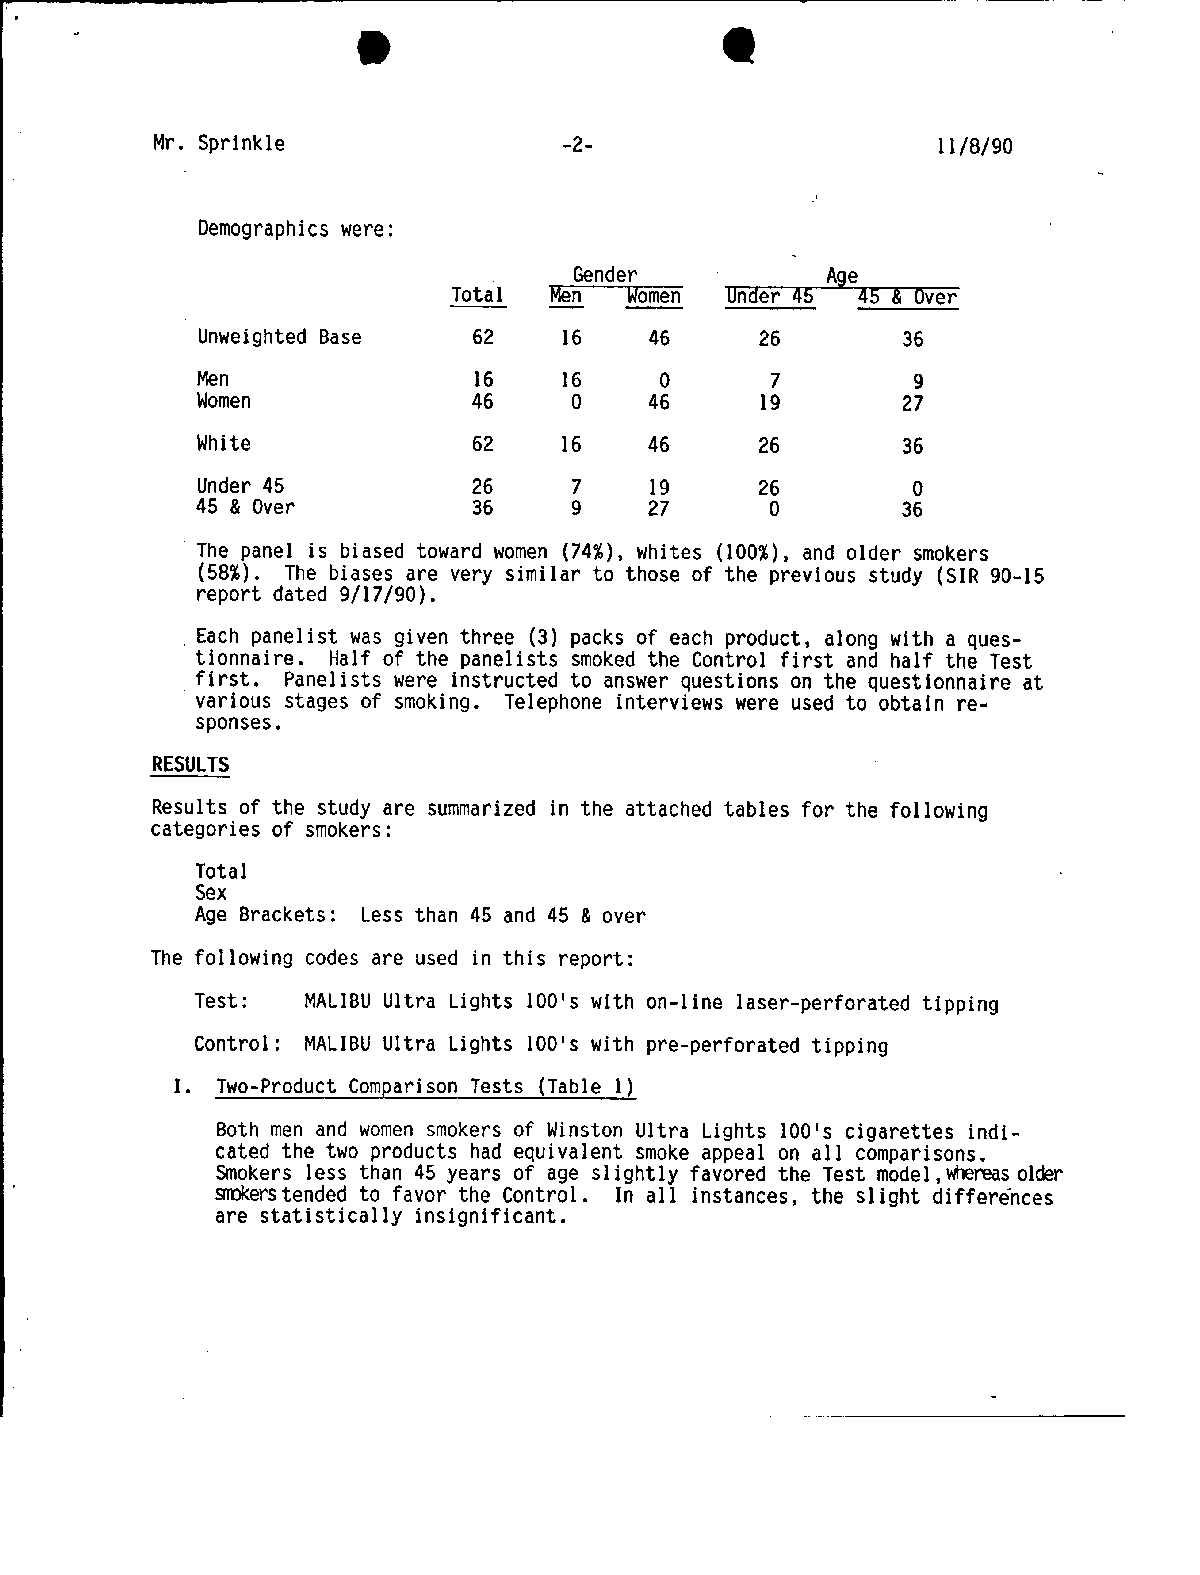 Mr. Sprinkle -2- 11/8/90
Demographics were:
Gender Age
Total Men Women Under 45 45 & Over
Unweighted Base 62 16 46 26 36
Men 16 16 0 7 9
Women 46 0 46 19 27
White 62 16 46 26 36
Under 45 26 7 19 26 0
45 & Over 36 9 27 0 36
The panel is biased toward women (74%), whites (100%), and older smokers
(58%). The biases are very similar to those of the previous study (SIR 90-15
report dated 9/17/90).
Each panelist was given three (3) packs of each product, along with a ques-
tionnaire. Half of the panelists smoked the Control first and half the Test
first. Panelists were instructed to answer questions on the questionnaire at
various stages of smoking. Telephone interviews were used to obtain re-
sponses.
RESULTS
Results of the study are summarized in the attached tables for the following
categories of smokers:
Total
Sex
Age Brackets: Less than 45 and 45 & over
The following codes are used in this report:
Test: MALIBU Ultra Lights 100's with on-line laser-perforated tipping
Control: MALIBU Ultra Lights 100's with pre-perforated tipping
I. Two-Product Comparison Tests (Table 1)
Both men and women smokers of Winston Ultra Lights 100's cigarettes indi-
cated the two products had equivalent smoke appeal on all comparisons.
Smokers less than 45 years of age slightly favored the Test model, whereas older
smokers tended to favor the Control. In all instances, the slight differences
are statistically insignificant.